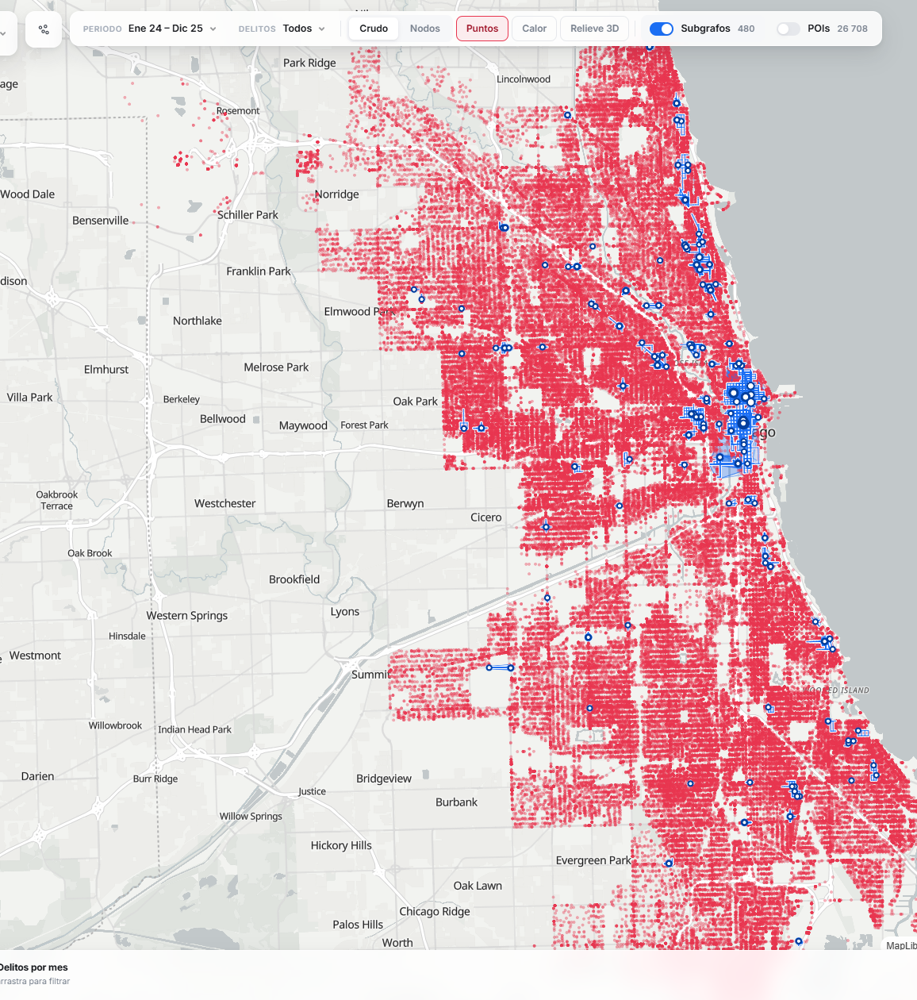 PERIODO Ene 24 – Dic 25 DELITOS Todos Crudo Nodos Puntos Calor Relieve 3D Subgrafos 480 POIs 26 708
Park Ridge
Lincolnwood
age
Rosemont
Wood Dale
Norridge
Bensenville
Schiller Park
Franklin Park
dison
Elmwood Park
Northlake
Elmhurst
Melrose Park
Villa Park
Berkeley
Oak Park
Bellwood
Maywood
Forest Park
ago
Oakbrook
Terrace
Westchester
Berwyn
Cicero
Oak Brook
Brookfield
Lyons
Western Springs
Hinsdale
Westmont
Summit
Willowbrook
Indian Head Park
Darien
Burr Ridge
Bridgeview
Justice
Burbank
Willow Springs
Hickory Hills
Evergreen Park
Oak Lawn
Chicago Ridge
Palos Hills
Worth
MapLib
Delitos por mes
rrastra para filtrar